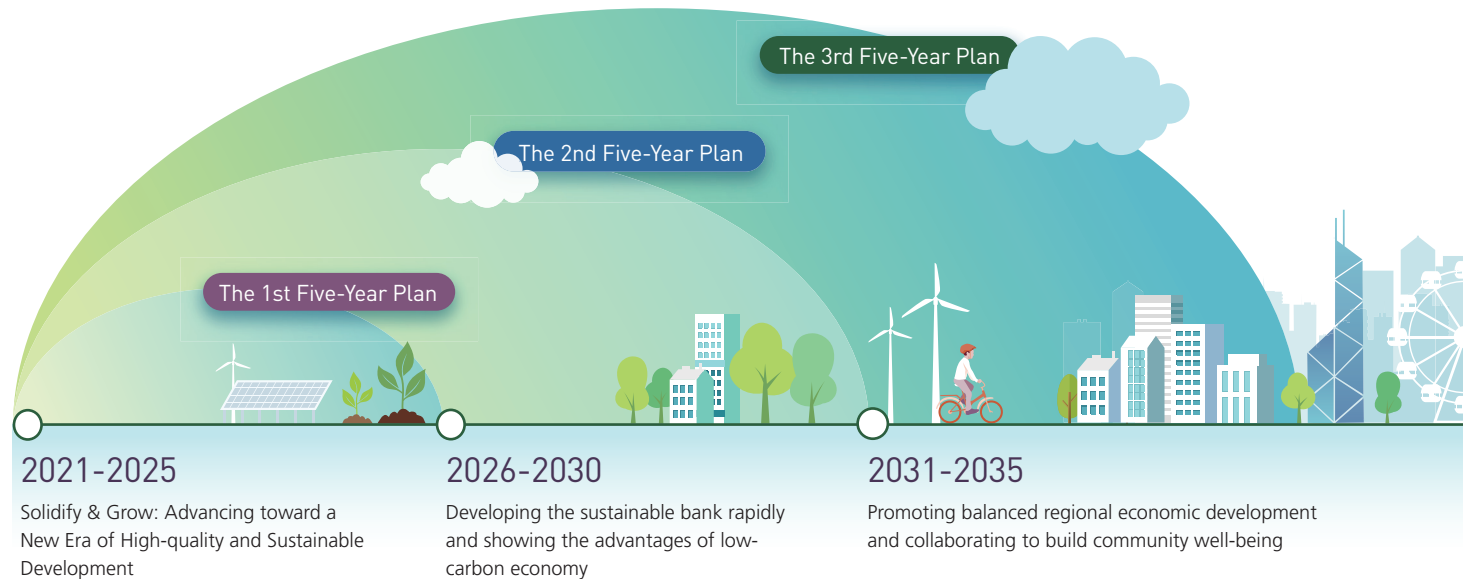 The 3rd Five-Year Plan
The 2nd Five-Year Plan
The 1st Five-Year Plan
2021-2025
Solidify & Grow: Advancing toward a
New Era of High-quality and Sustainable
Development
2026-2030
Developing the sustainable bank rapidly
and showing the advantages of low-
carbon economy
2031-2035
Promoting balanced regional economic development
and collaborating to build community well-being